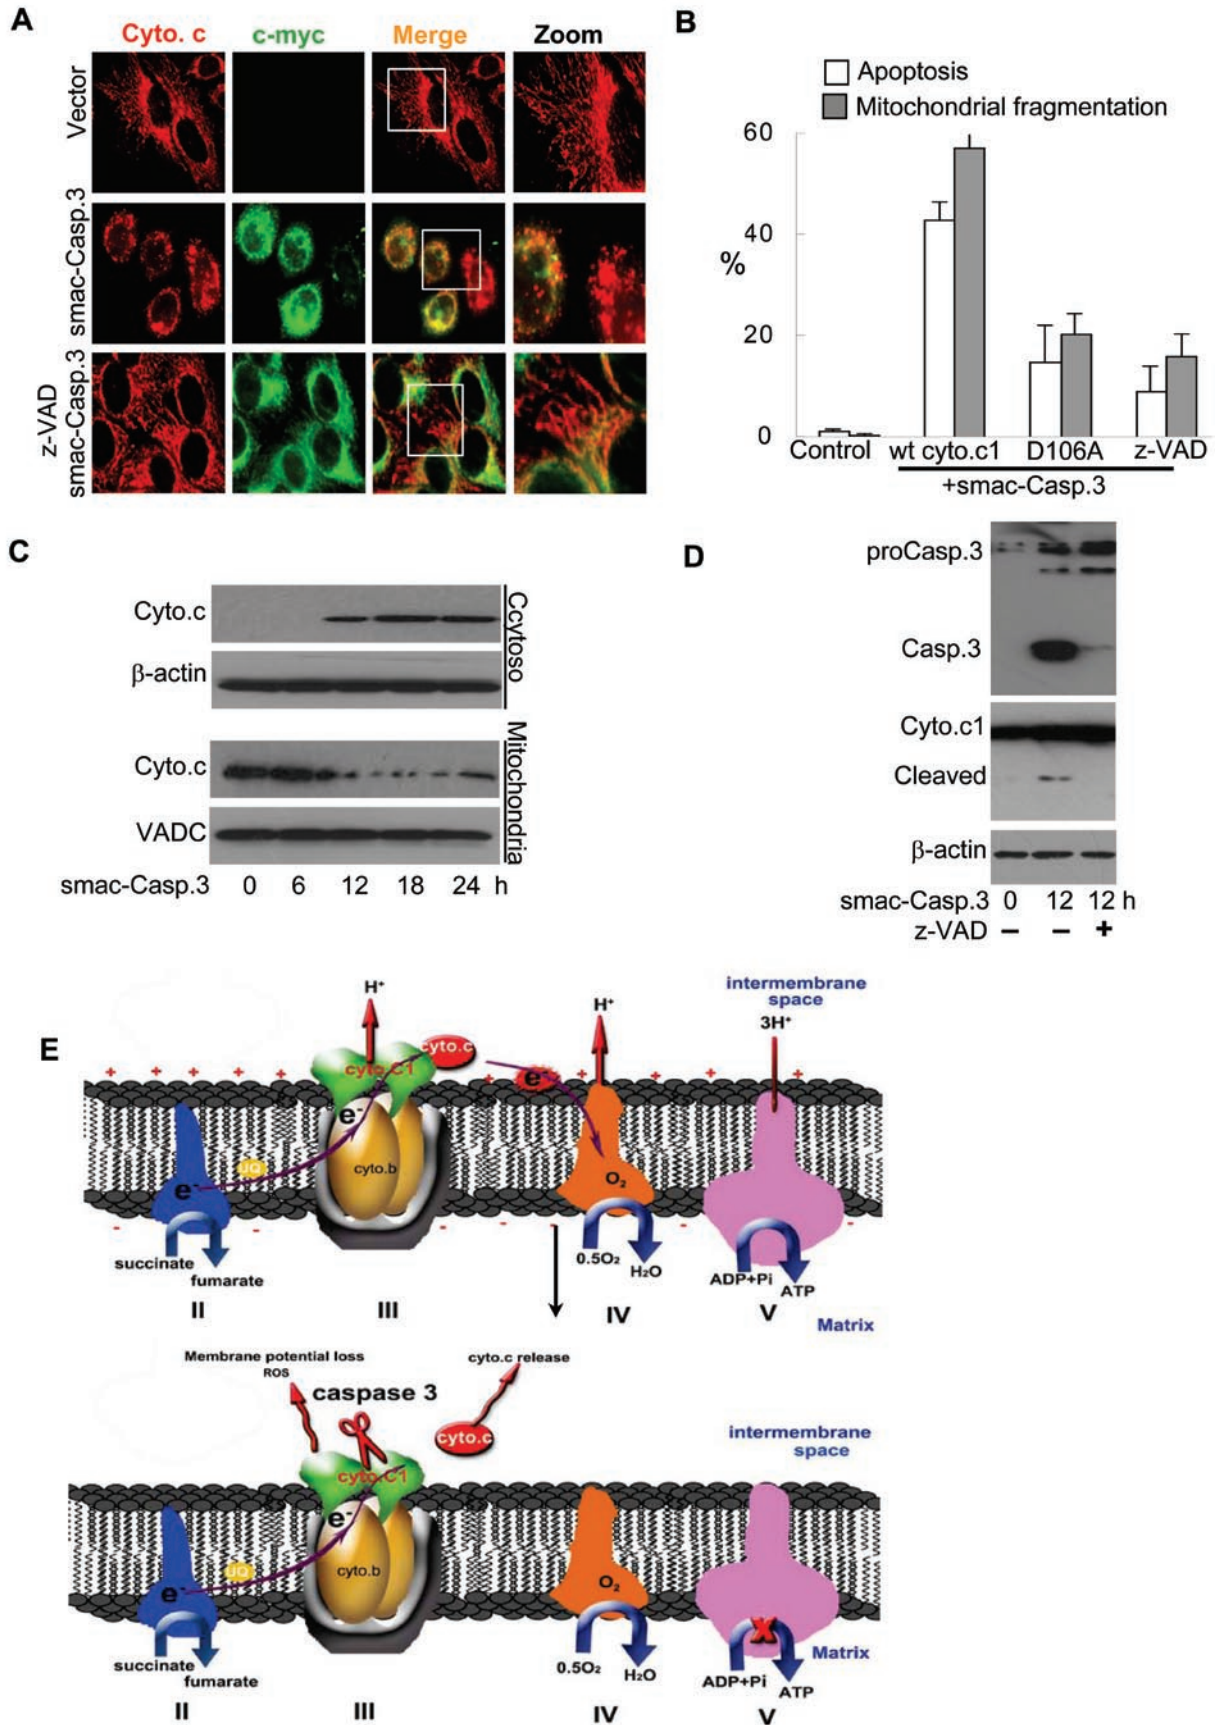 A
Cyto. c
c-myc
Merge
Zoom
Vector
smac-Casp.3
z-VAD
smac-Casp.3
B
Apoptosis
Mitochondrial fragmentation
60
40
%
20
0
Control
wt cyto.c1
D106A
z-VAD
+smac-Casp.3
C
Cyto.c
β-actin
Ccytoso
Cyto.c
VADC
Mitochondria
smac-Casp.3 0 6 12 18 24 h
D
proCasp.3
Casp.3
Cyto.c1
Cleaved
β-actin
smac-Casp.3 0 12 12 h
z-VAD − − +
E
H⁺
cyto.c
cyto.C1
e⁻
H⁺
intermembrane
space
3H⁺
+ + + + + + + + +
e⁻
cyto.b
UQ
e⁻
O₂
- - - - - -
succinate
fumarate
0.5O₂
H₂O
ADP+Pi
ATP
II
III
IV
V
Matrix
Membrane potential loss
ROS
cyto.c release
caspase 3
cyto.c
cyto.C1
intermembrane
space
e⁻
cyto.b
UQ
e⁻
O₂
X
succinate
fumarate
0.5O₂
H₂O
ADP+Pi
ATP
Matrix
II
III
IV
V